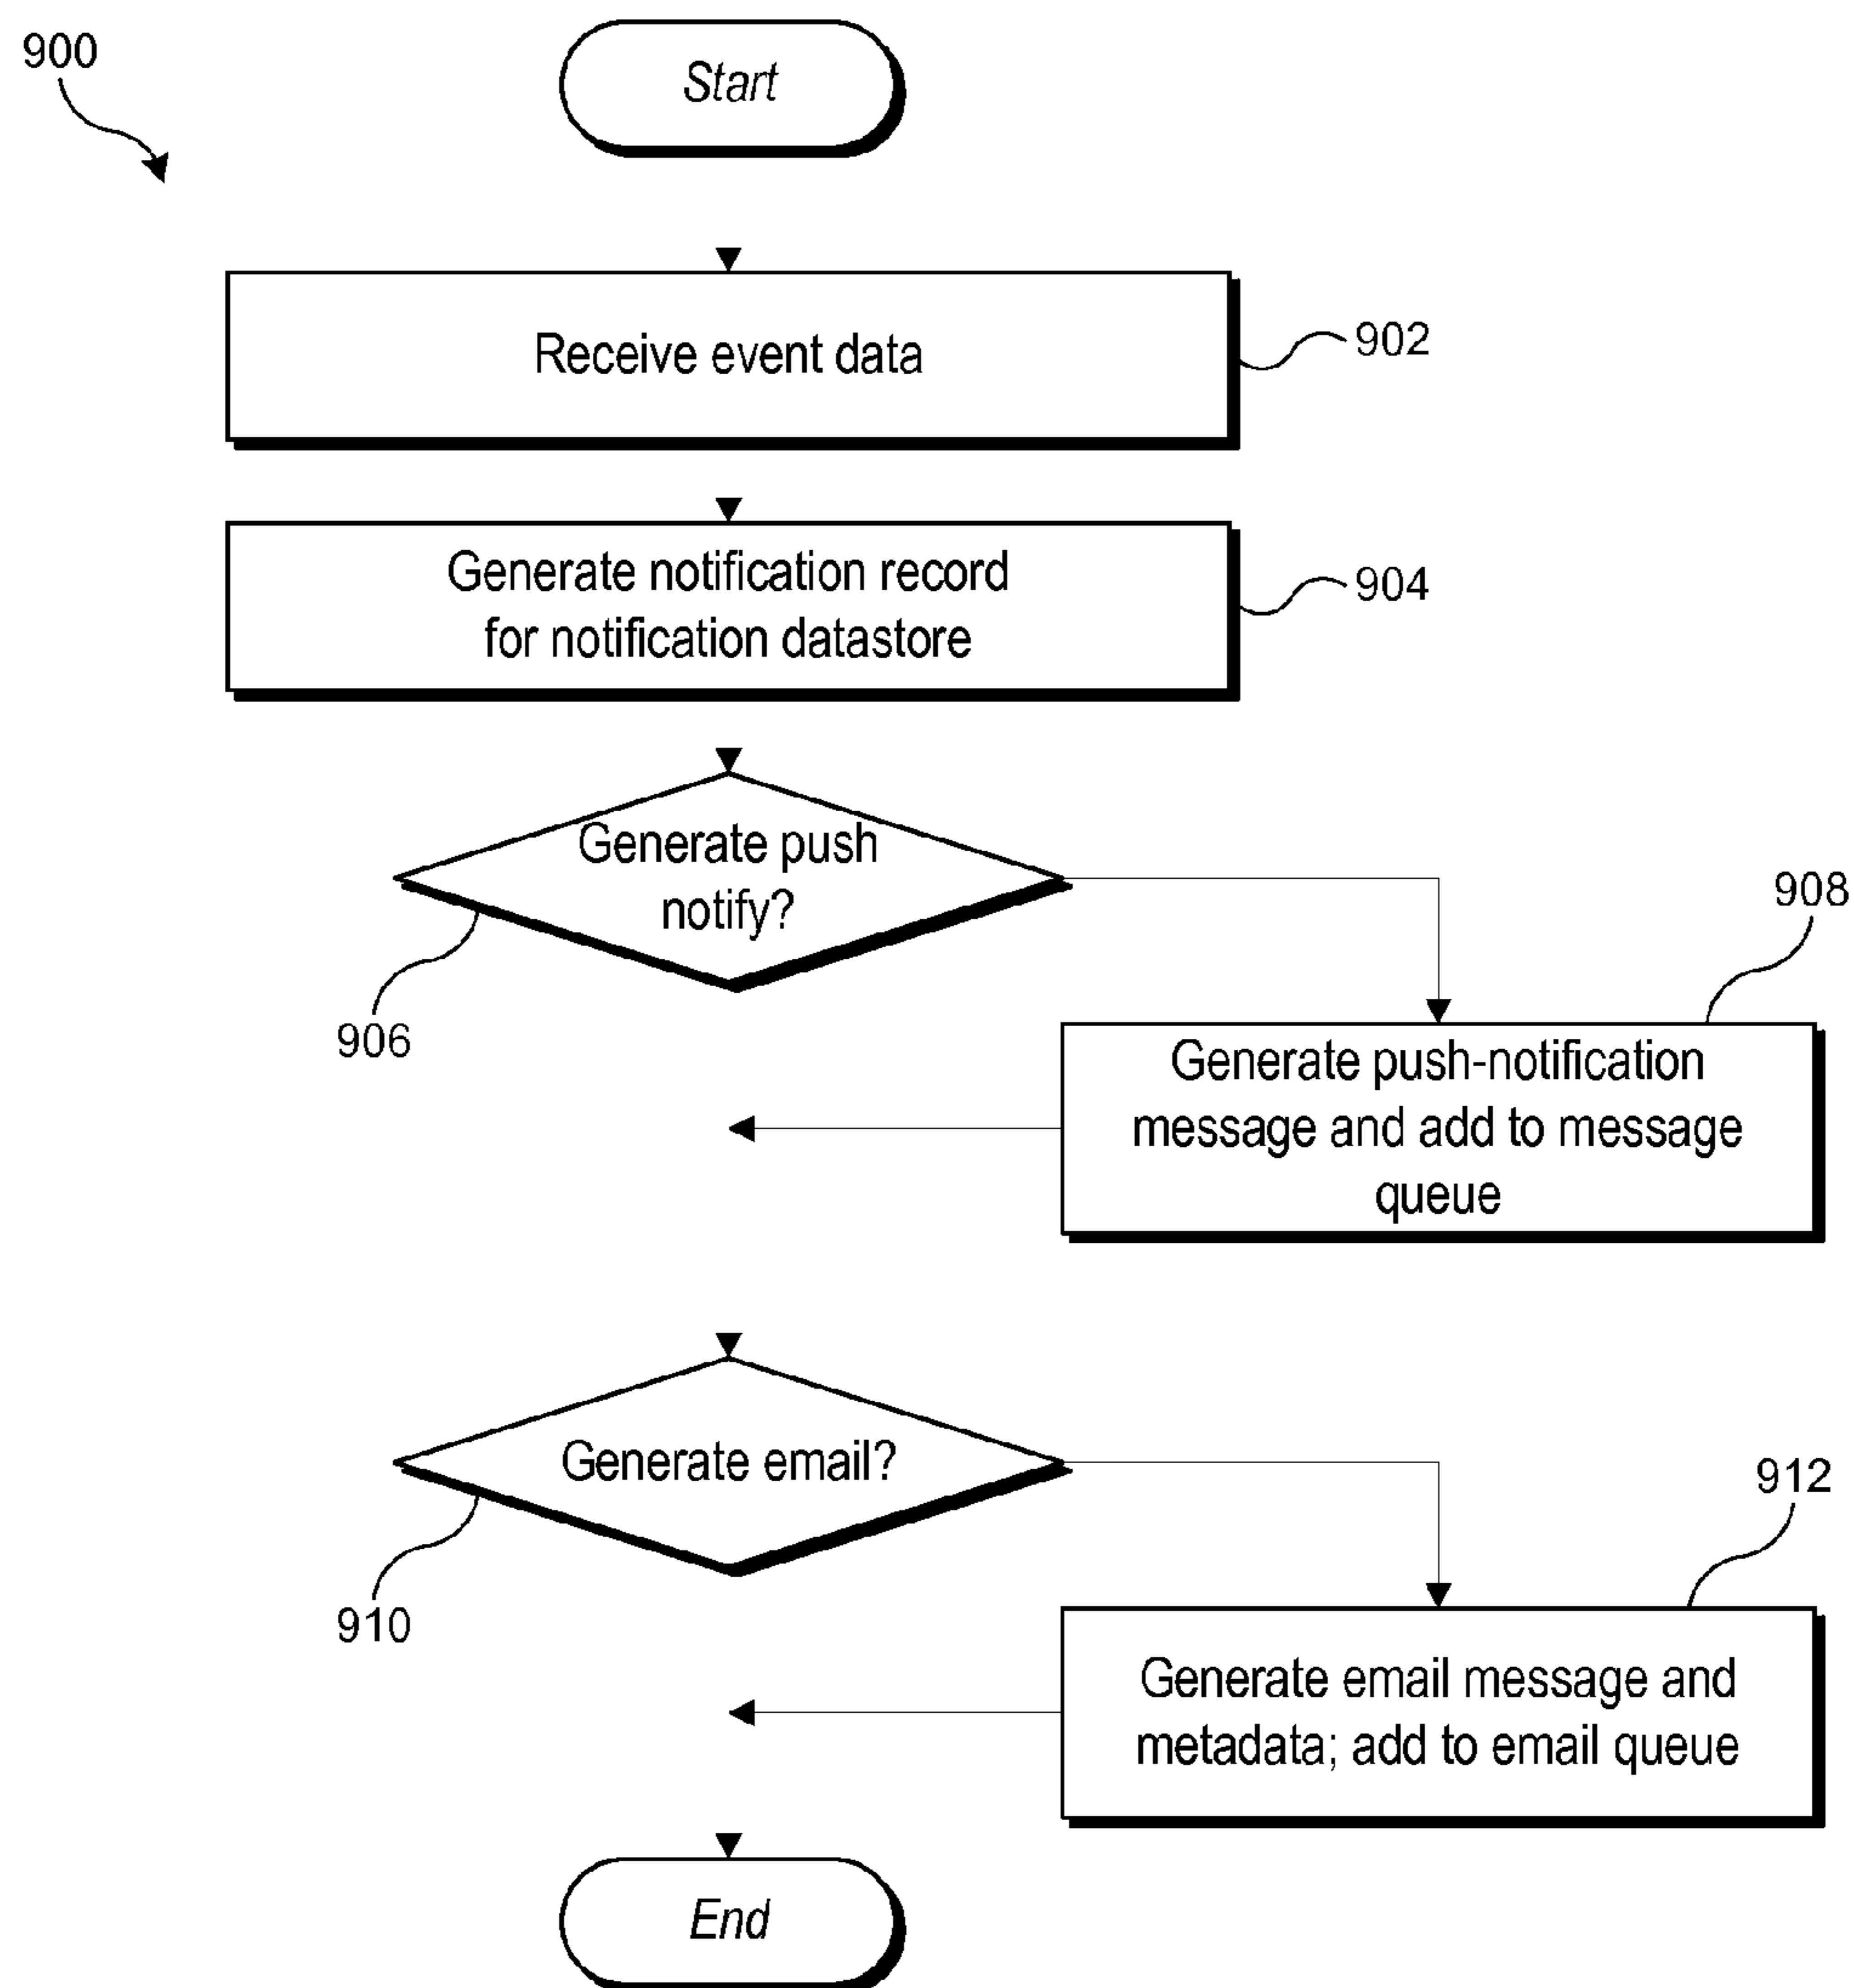 900
Start
Receive event data
902
Generate notification record
for notification datastore
904
Generate push
notify?
906
908
Generate push-notification
message and add to message
queue
Generate email?
910
912
Generate email message and
metadata; add to email queue
End